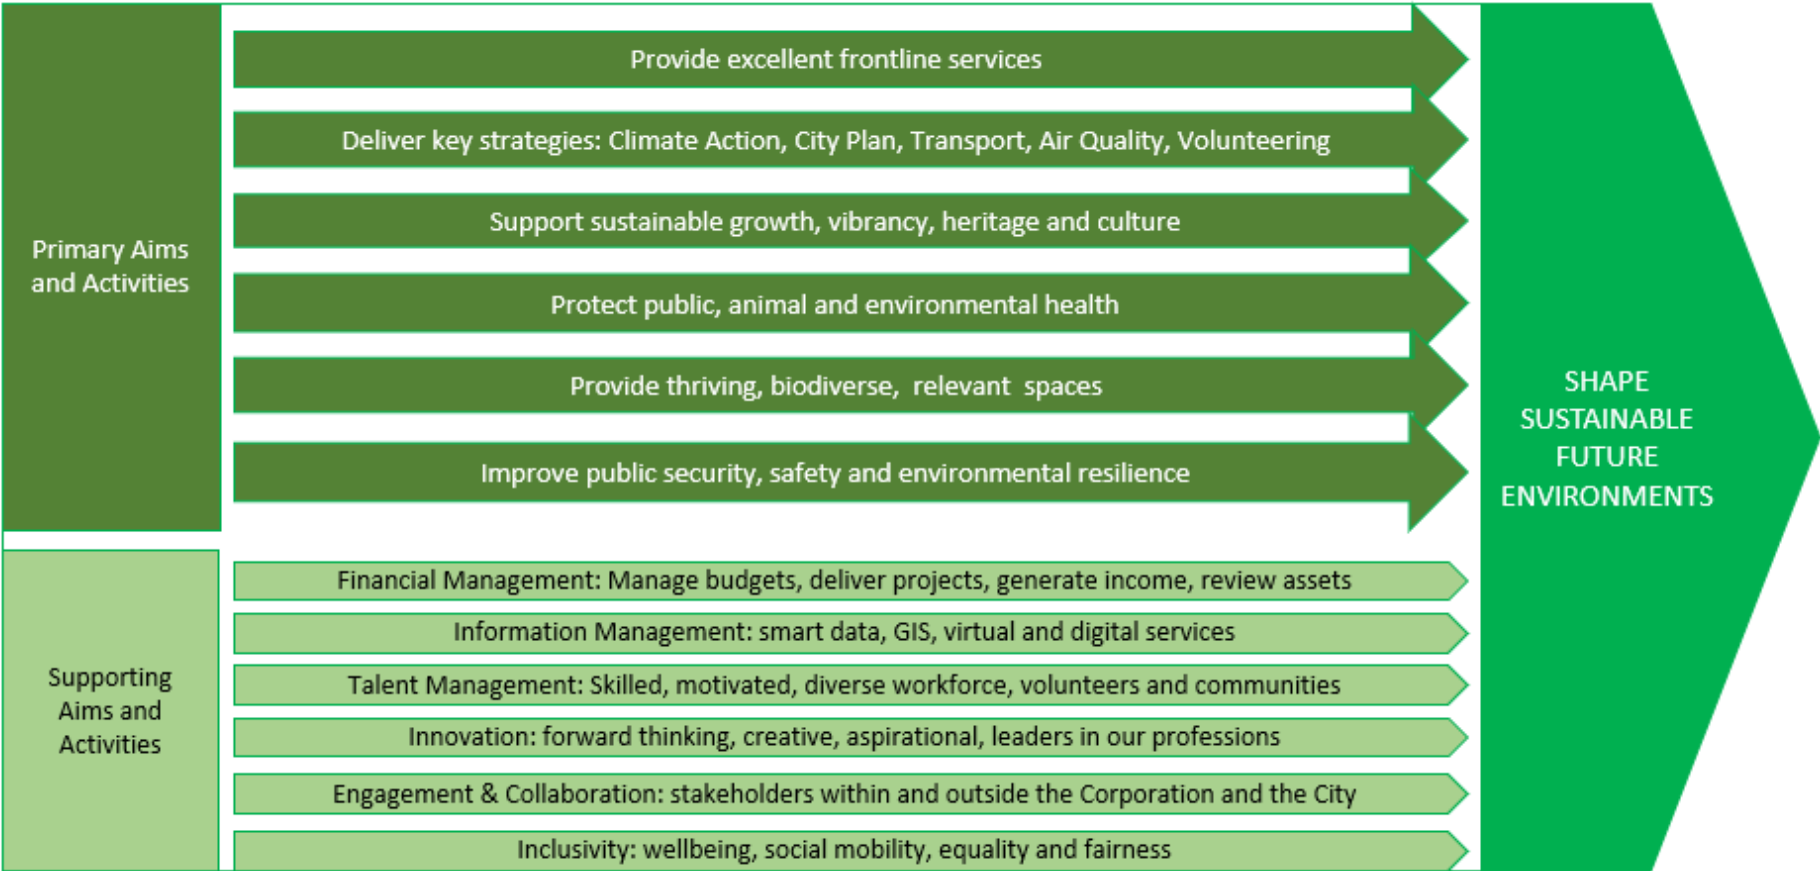 Primary Aims
and Activities
Provide excellent frontline services
Deliver key strategies: Climate Action, City Plan, Transport, Air Quality, Volunteering
Support sustainable growth, vibrancy, heritage and culture
Protect public, animal and environmental health
Provide thriving, biodiverse, relevant spaces
Improve public security, safety and environmental resilience
Supporting
Aims and
Activities
Financial Management: Manage budgets, deliver projects, generate income, review assets
Information Management: smart data, GIS, virtual and digital services
Talent Management: Skilled, motivated, diverse workforce, volunteers and communities
Innovation: forward thinking, creative, aspirational, leaders in our professions
Engagement & Collaboration: stakeholders within and outside the Corporation and the City
Inclusivity: wellbeing, social mobility, equality and fairness
SHAPE
SUSTAINABLE
FUTURE
ENVIRONMENTS